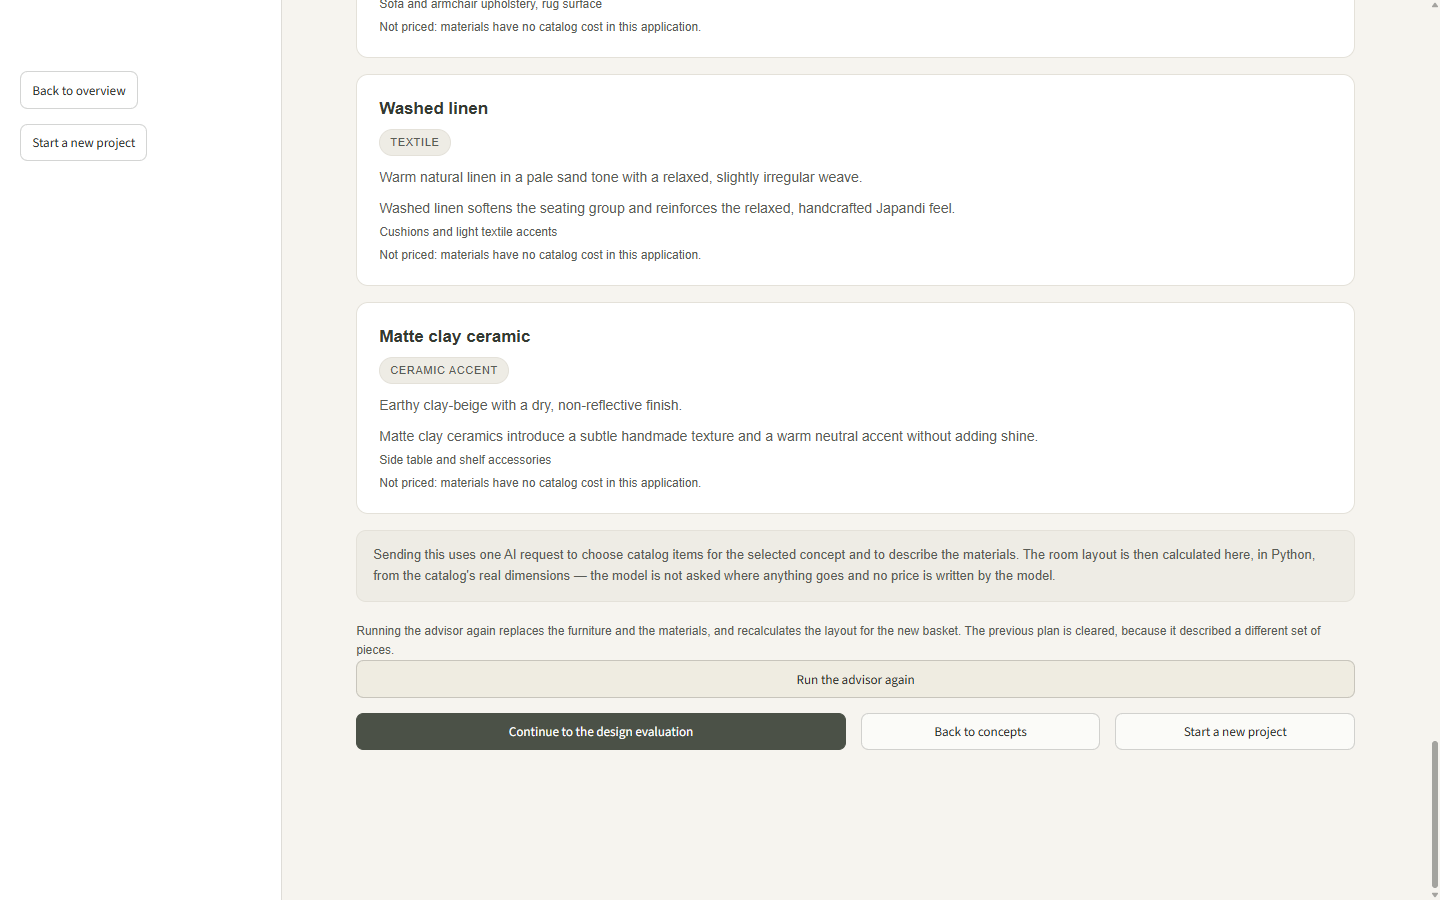 Sofa and armchair upholstery, rug surface
Not priced: materials have no catalog cost in this application.
Back to overview
Start a new project
Washed linen
TEXTILE
Warm natural linen in a pale sand tone with a relaxed, slightly irregular weave.
Washed linen softens the seating group and reinforces the relaxed, handcrafted Japandi feel.
Cushions and light textile accents
Not priced: materials have no catalog cost in this application.
Matte clay ceramic
CERAMIC ACCENT
Earthy clay-beige with a dry, non-reflective finish.
Matte clay ceramics introduce a subtle handmade texture and a warm neutral accent without adding shine.
Side table and shelf accessories
Not priced: materials have no catalog cost in this application.
Sending this uses one AI request to choose catalog items for the selected concept and to describe the materials. The room layout is then calculated here, in Python,
from the catalog's real dimensions — the model is not asked where anything goes and no price is written by the model.
Running the advisor again replaces the furniture and the materials, and recalculates the layout for the new basket. The previous plan is cleared, because it described a different set of
pieces.
Run the advisor again
Continue to the design evaluation
Back to concepts
Start a new project